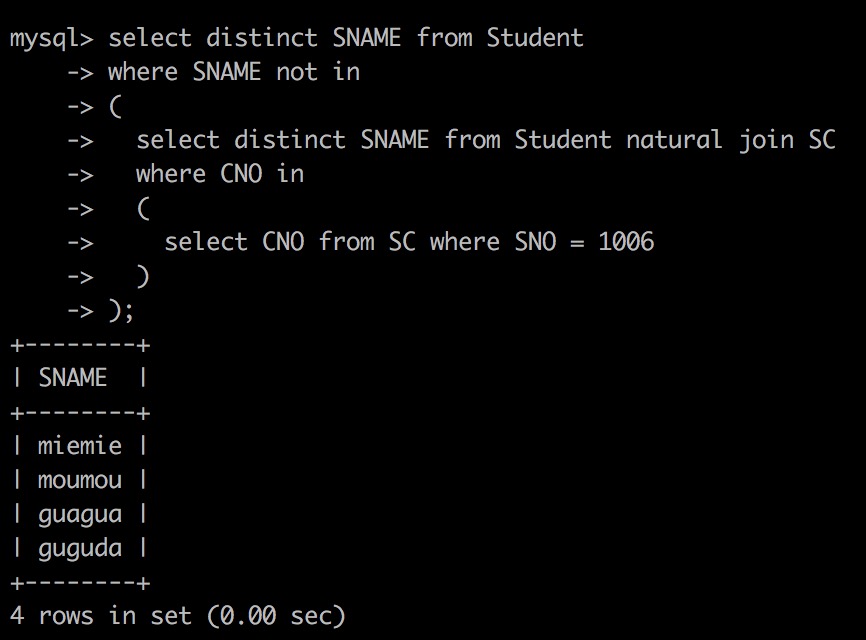 mysql> select distinct SNAME from Student
    -> where SNAME not in
    -> (
    ->   select distinct SNAME from Student natural join SC
    ->   where CNO in
    ->   (
    ->     select CNO from SC where SNO = 1006
    ->   )
    -> );
+--------+
| SNAME  |
+--------+
| miemie |
| moumou |
| guagua |
| guguda |
+--------+
4 rows in set (0.00 sec)